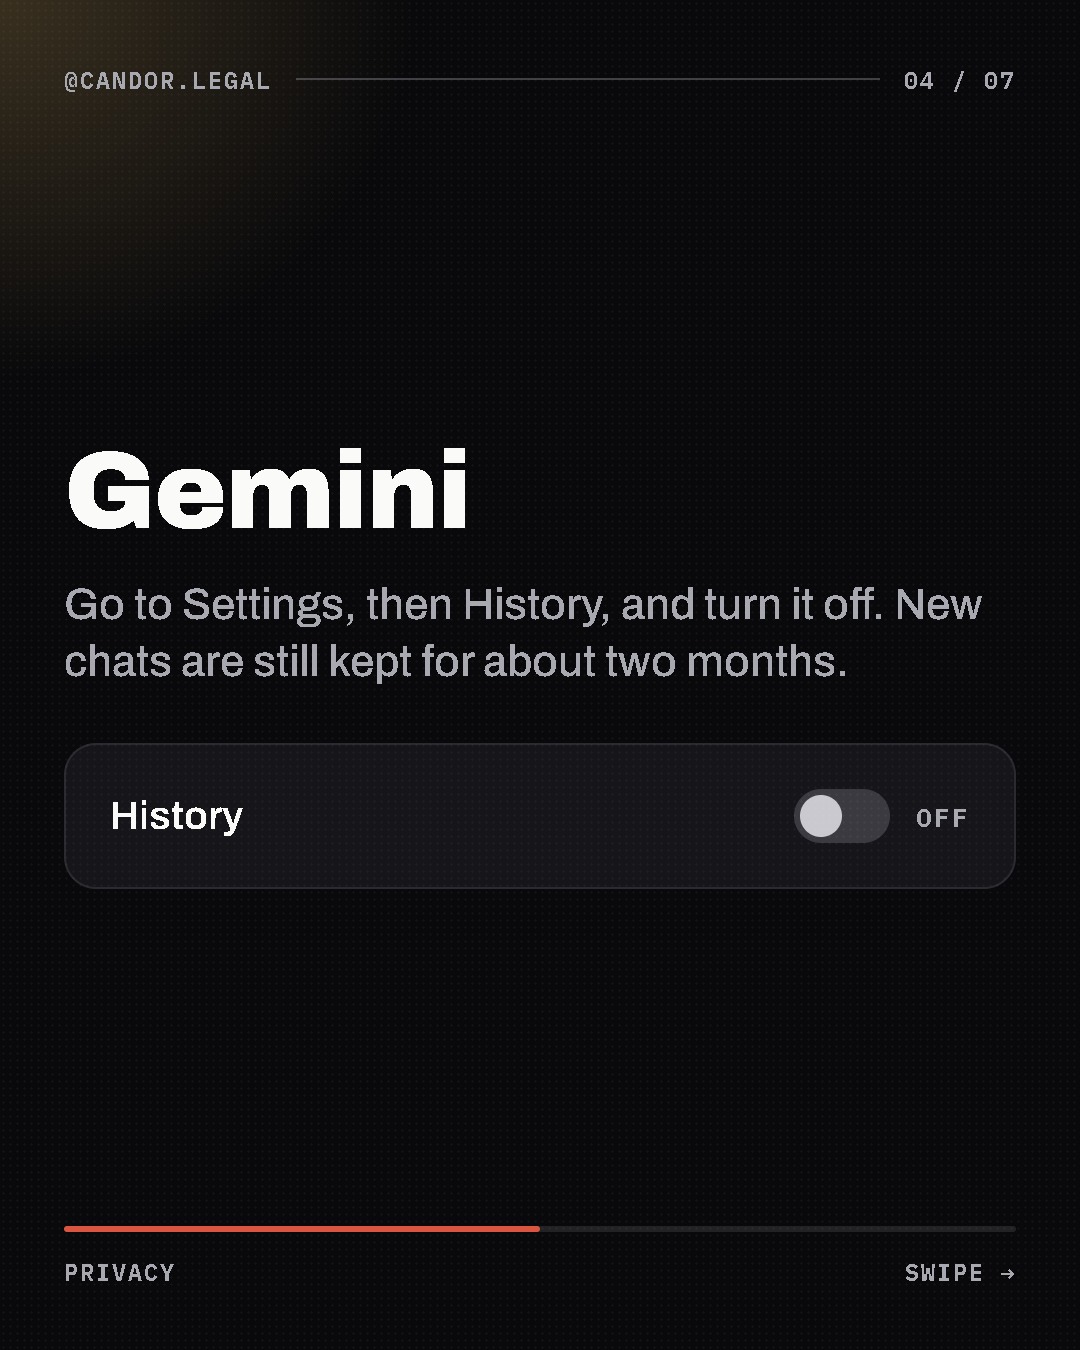 @CANDOR.LEGAL 04 / 07
Gemini
Go to Settings, then History, and turn it off. New
chats are still kept for about two months.
History OFF
PRIVACY SWIPE →